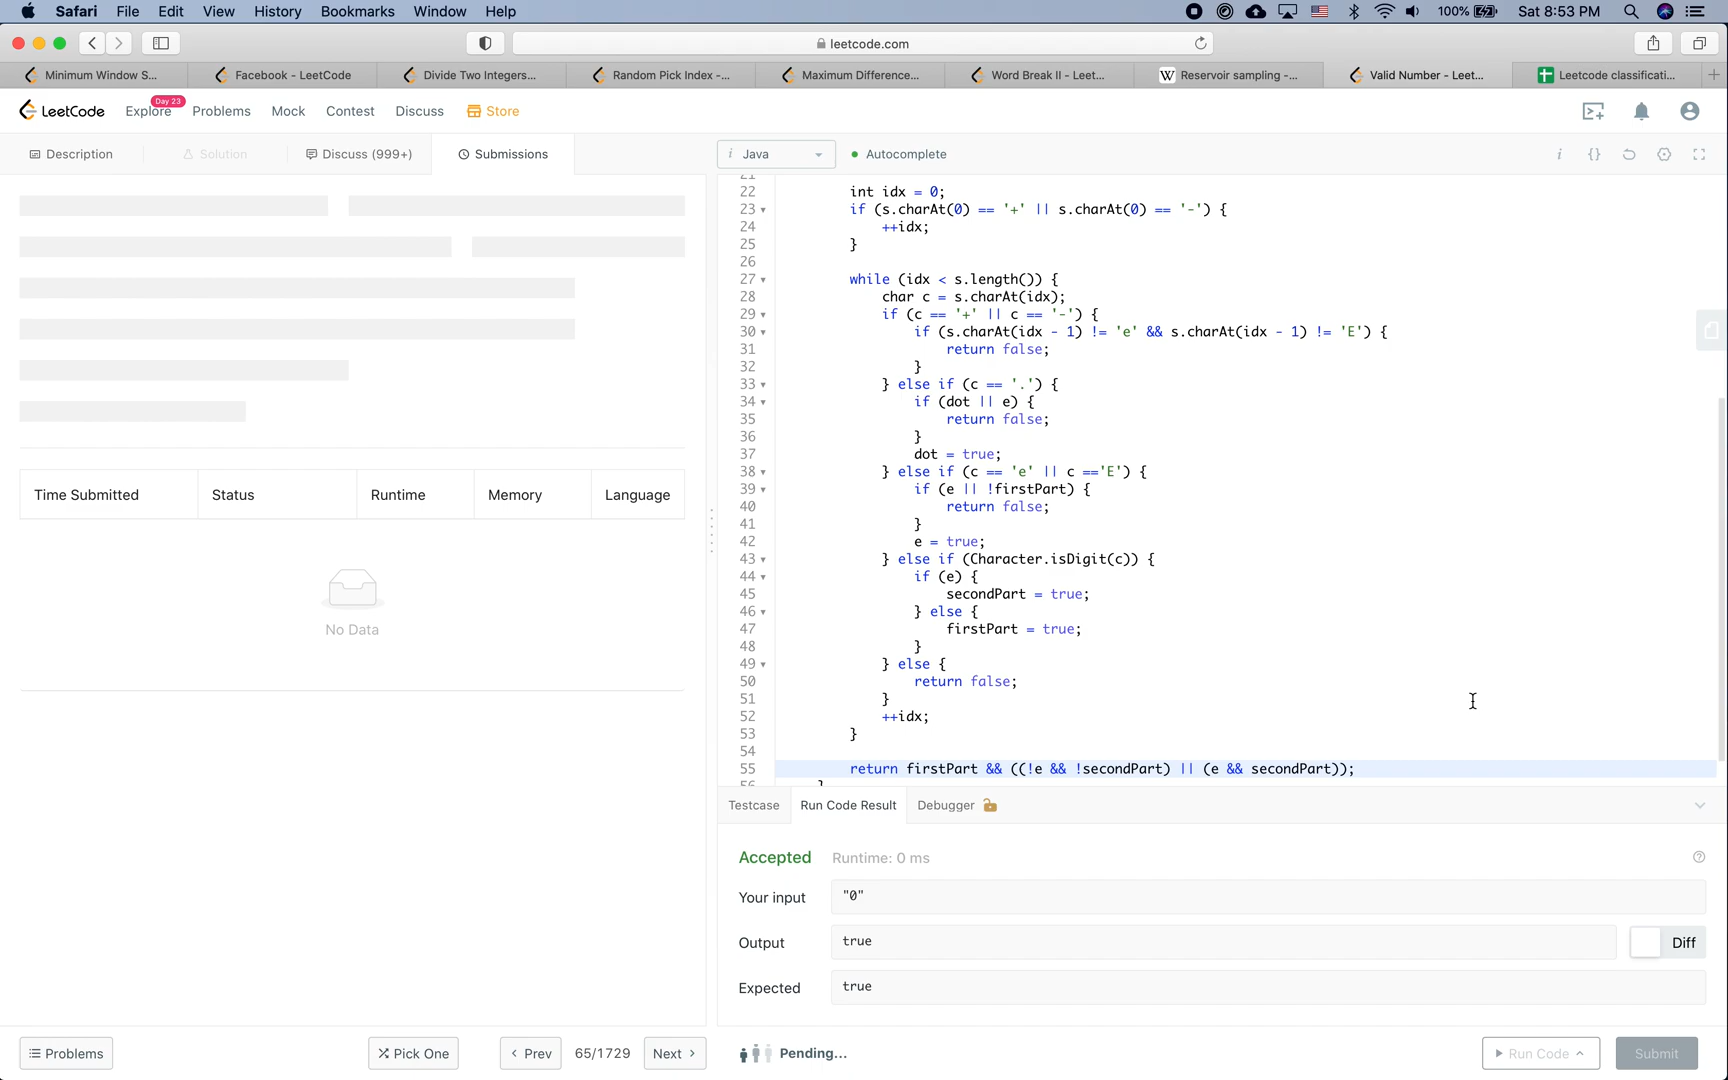 Safari File Edit View History Bookmarks Window Help 100% Sat 8:53 PM
leetcode.com
Minimum Window S... Facebook - LeetCode Divide Two Integers... Random Pick Index -... Maximum Difference... Word Break II - Leet... W Reservoir sampling -... Valid Number - Leet... Leetcode classificati...
LeetCode Explore Day 23 Problems Mock Contest Discuss Store
Description Solution Discuss (999+) Submissions
i Java Autocomplete i {}
22 int idx = 0;
23 if (s.charAt(0) == '+' || s.charAt(0) == '-') {
24 ++idx;
25 }
26
27 while (idx < s.length()) {
28 char c = s.charAt(idx);
29 if (c == '+' || c == '-') {
30 if (s.charAt(idx - 1) != 'e' && s.charAt(idx - 1) != 'E') {
31 return false;
32 }
33 } else if (c == '.') {
34 if (dot || e) {
35 return false;
36 }
37 dot = true;
38 } else if (c == 'e' || c =='E') {
39 if (e || !firstPart) {
40 return false;
41 }
42 e = true;
43 } else if (Character.isDigit(c)) {
44 if (e) {
45 secondPart = true;
46 } else {
47 firstPart = true;
48 }
49 } else {
50 return false;
51 }
52 ++idx;
53 }
54
55 return firstPart && ((!e && !secondPart) || (e && secondPart));
Time Submitted Status Runtime Memory Language
No Data
Testcase Run Code Result Debugger
Accepted Runtime: 0 ms
Your input "0"
Output true Diff
Expected true
Problems Pick One Prev 65/1729 Next Pending... Run Code Submit